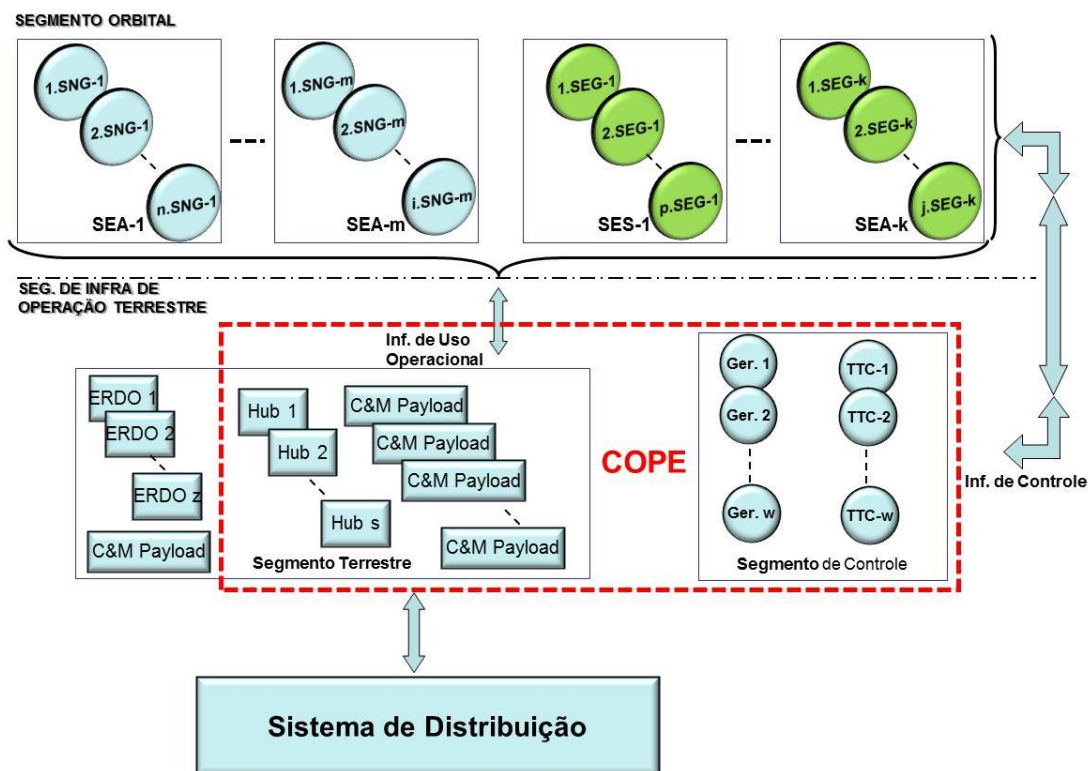 SEGMENTO ORBITAL
1.SNG-1
2.SNG-1
n.SNG-1
SEA-1
1.SNG-m
2.SNG-m
i.SNG-m
SEA-m
1.SEG-1
2.SEG-1
p.SEG-1
SES-1
1.SEG-k
2.SEG-k
j.SEG-k
SEA-k
SEG. DE INFRA DE
OPERAÇÃO TERRESTRE
Inf. de Uso
Operacional
ERDO 1
ERDO 2
ERDO z
C&M Payload
Hub 1
Hub 2
Hub s
Segmento Terrestre
C&M Payload
C&M Payload
C&M Payload
C&M Payload
COPE
Ger. 1
Ger. 2
Ger. w
TTC-1
TTC-2
TTC-w
Segmento de Controle
Inf. de Controle
Sistema de Distribuição